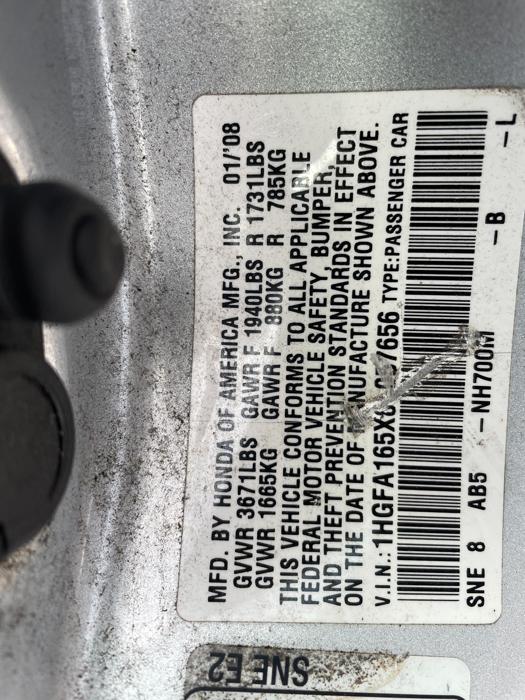 MFD. BY HONDA OF AMERICA MFG., INC. 01/'08
GVWR 3671LBS GAWR F 1940LBS R 1731LBS
GVWR 1665KG GAWR F 880KG R 785KG
THIS VEHICLE CONFORMS TO ALL APPLICABLE
FEDERAL MOTOR VEHICLE SAFETY, BUMPER,
AND THEFT PREVENTION STANDARDS IN EFFECT
ON THE DATE OF MANUFACTURE SHOWN ABOVE.
V.I.N.: TYPE:PASSENGER CAR
SNE 8 AB5 -NH700M -B -L
SNE E2